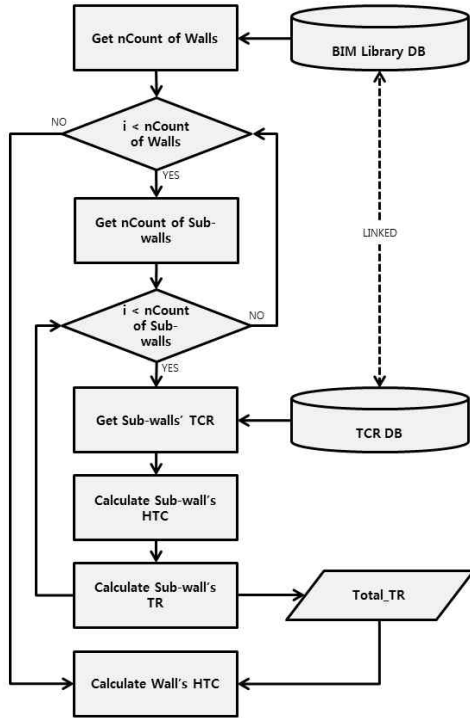 Get nCount of Walls
BIM Library DB
NO
i < nCount
of Walls
YES
Get nCount of Sub-
walls
LINKED
i < nCount
of Sub-
walls
NO
YES
Get Sub-walls' TCR
TCR DB
Calculate Sub-wall's
HTC
Calculate Sub-wall's
TR
Total_TR
Calculate Wall's HTC